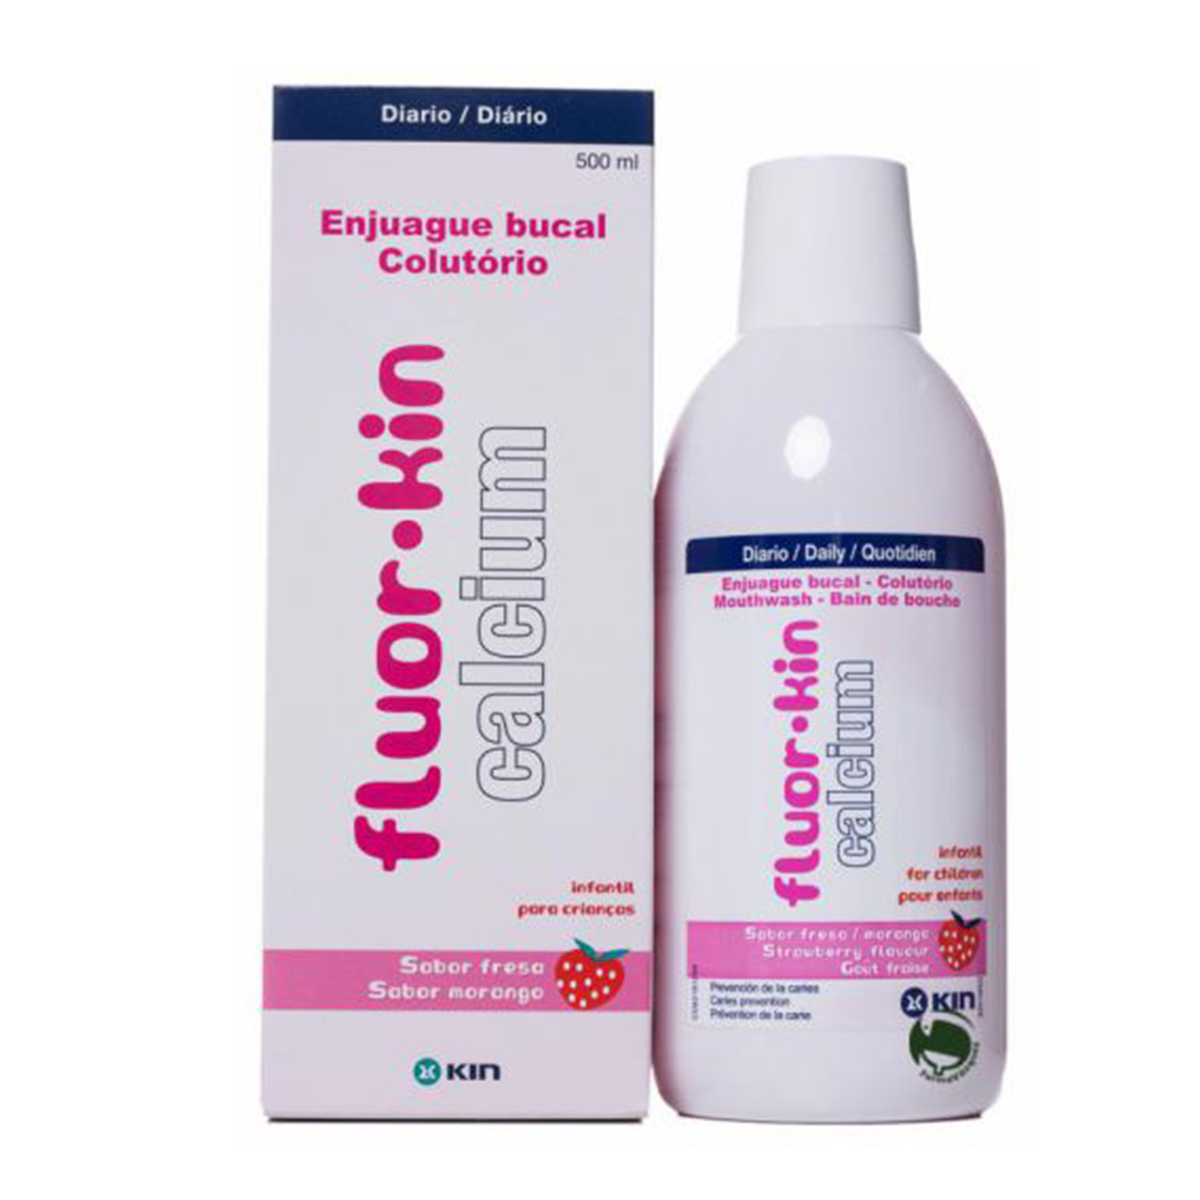 Diario / Diário
500 ml
Enjuague bucal
Colutório
fluor·kin
calcium
infantil
para crianças
Sabor fresa
Sabor morango
KIN
Diario / Daily / Quotidien
Enjuague bucal - Colutório
Mouthwash - Bain de bouche
fluor·kin
calcium
infantil
for children
pour enfants
Sabor fresa / morango
Strawberry flavour
Goût fraise
Prevención de la caries
Caries prevention
Prévention de la carie
KIN